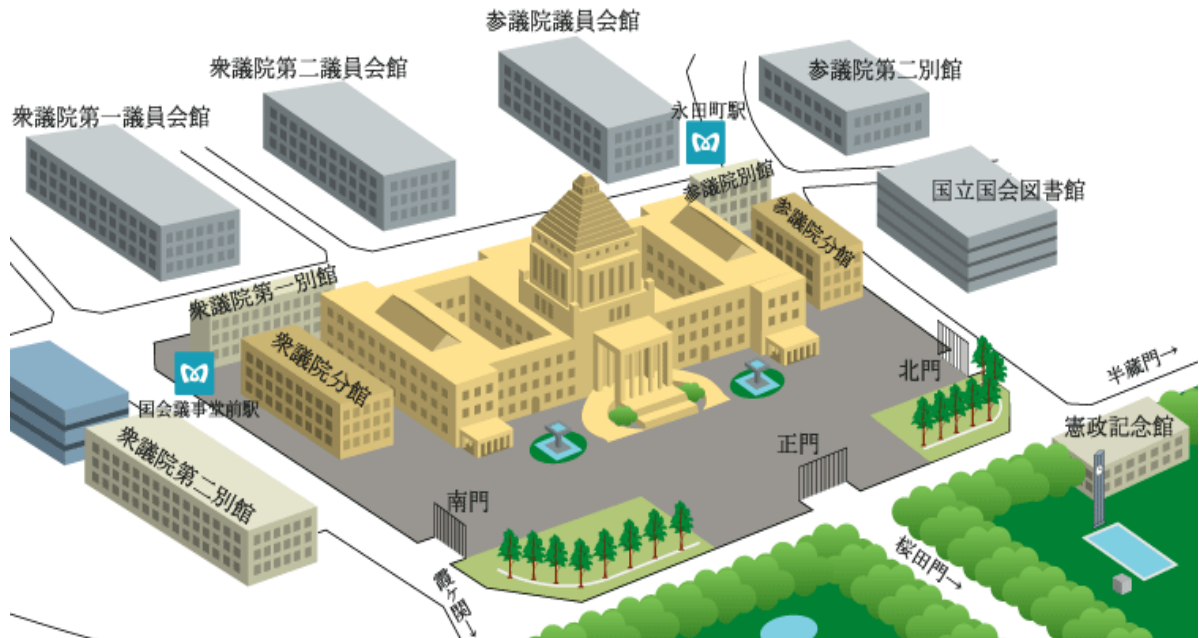 参議院議員会館
衆議院第二議員会館
参議院第二別館
衆議院第一議員会館
永田町駅
参議院別館
国立国会図書館
参議院分館
衆議院第一別館
衆議院分館
国会議事堂前駅
北門
半蔵門→
憲政記念館
衆議院第二別館
正門
南門
桜田門→
霞ヶ関→